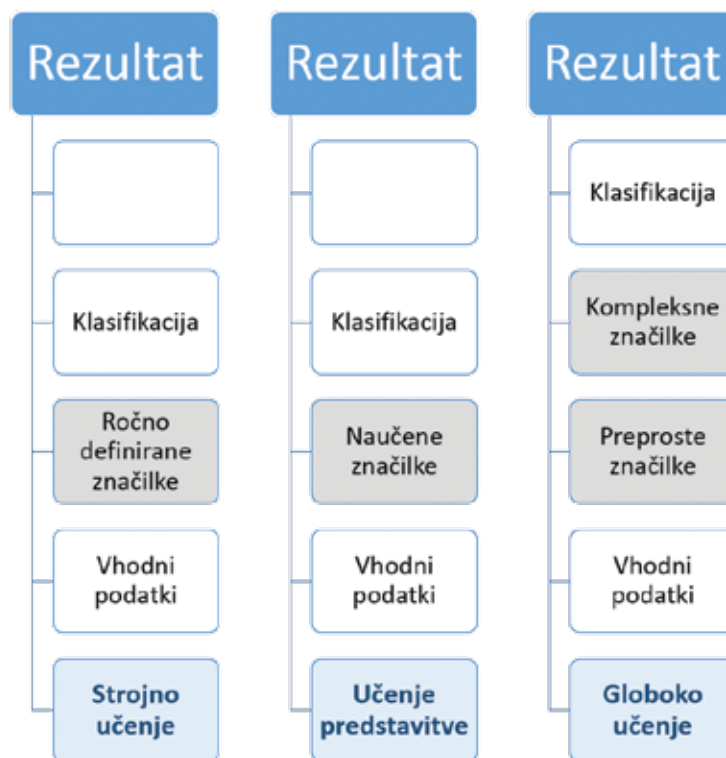 Rezultat
Klasifikacija
Ročno
definirane
značilke
Vhodni
podatki
Strojno
učenje
Rezultat
Klasifikacija
Naučene
značilke
Vhodni
podatki
Učenje
predstavitve
Rezultat
Klasifikacija
Kompleksne
značilke
Preproste
značilke
Vhodni
podatki
Globoko
učenje